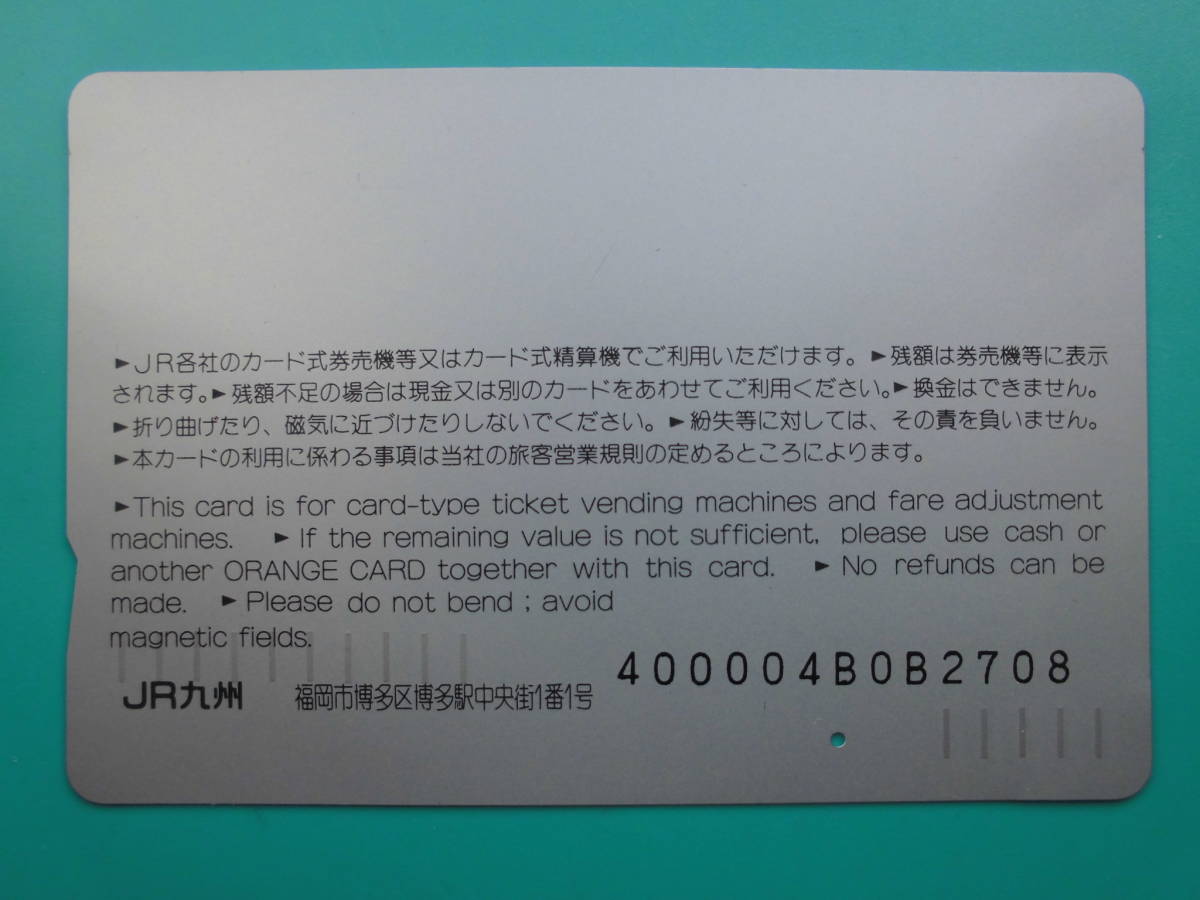 ►JR各社のカード式券売機等又はカード式精算機でご利用いただけます。►残額は券売機等に表示
されます。►残額不足の場合は現金又は別のカードをあわせてご利用ください。►換金はできません。
►折り曲げたり、磁気に近づけたりしないでください。►紛失等に対しては、その責を負いません。
►本カードの利用に係わる事項は当社の旅客営業規則の定めるところによります。
►This card is for card-type ticket vending machines and fare adjustment
machines. ►If the remaining value is not sufficient, please use cash or
another ORANGE CARD together with this card. ►No refunds can be
made. ►Please do not bend ; avoid
magnetic fields.
400004B0B2708
JR九州 福岡市博多区博多駅中央街1番1号